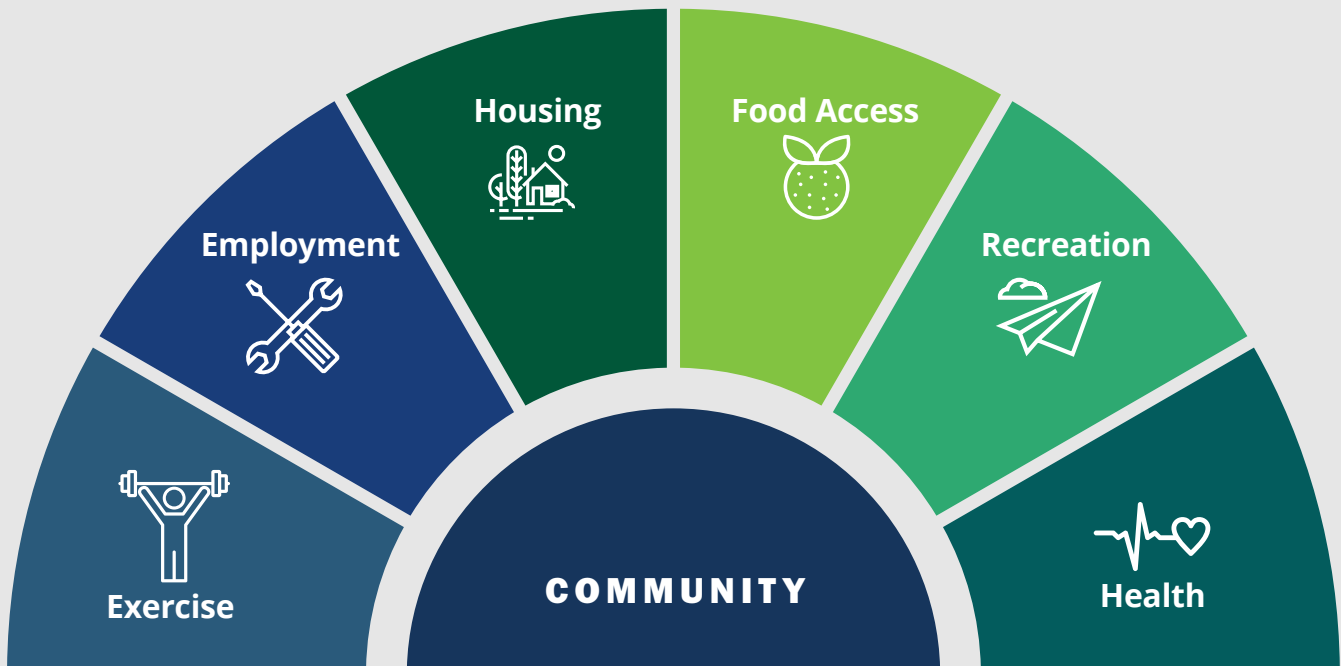 Housing
Food Access
Employment
Recreation
Exercise
Health
COMMUNITY